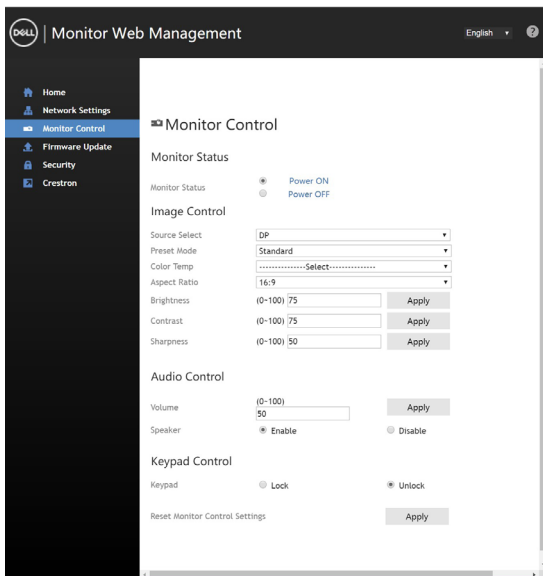 DELL Monitor Web Management English ?
Home
Network Settings
Monitor Control
Firmware Update
Security
Crestron
Monitor Control
Monitor Status
Monitor Status Power ON
Power OFF
Image Control
Source Select DP
Preset Mode Standard
Color Temp ---------------Select---------------
Aspect Ratio 16:9
Brightness (0~100) 75 Apply
Contrast (0~100) 75 Apply
Sharpness (0~100) 50 Apply
Audio Control
(0~100)
Volume 50 Apply
Speaker Enable Disable
Keypad Control
Keypad Lock Unlock
Reset Monitor Control Settings Apply